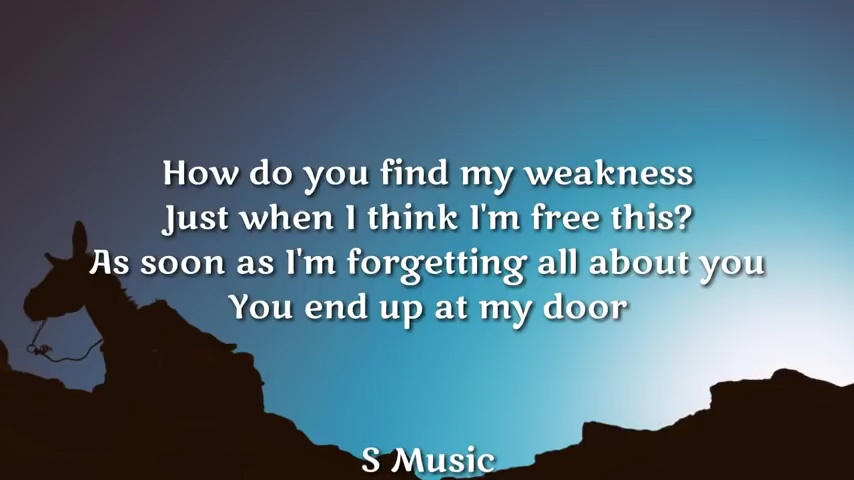 How do you find my weakness
Just when I think I'm free this?
As soon as I'm forgetting all about you
You end up at my door
S Music